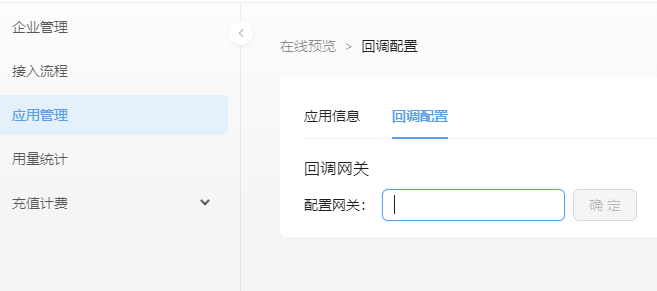 企业管理
接入流程
应用管理
用量统计
充值计费
在线预览 > 回调配置
应用信息 回调配置
回调网关
配置网关： 确 定